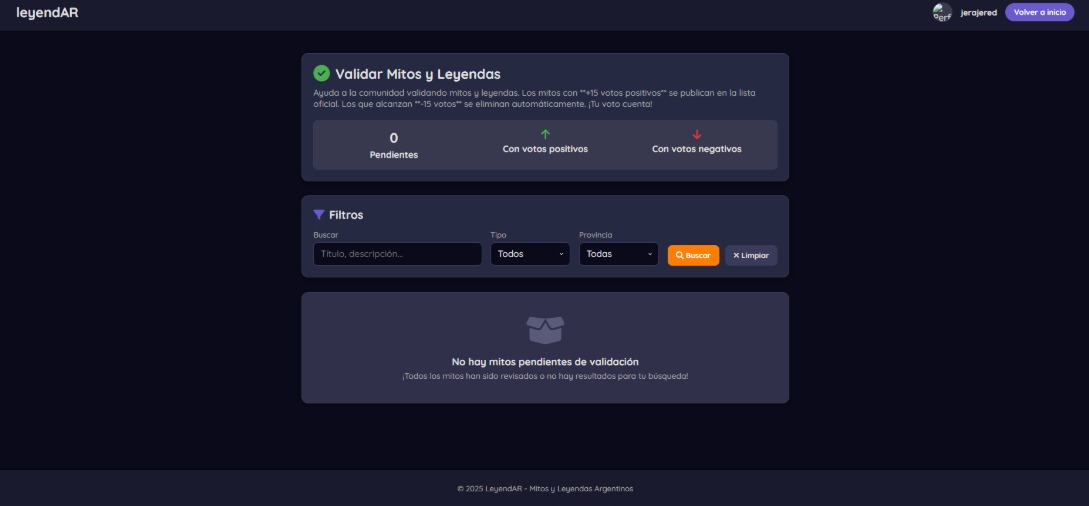 leyendAR
Perf
jerajered
Volver a inicio
Validar Mitos y Leyendas
Ayuda a la comunidad validando mitos y leyendas. Los mitos con **+15 votos positivos** se publican en la lista
oficial. Los que alcanzan **-15 votos** se eliminan automáticamente. ¡Tu voto cuenta!
0
Pendientes
Con votos positivos
Con votos negativos
Filtros
Buscar
Tipo
Provincia
Título, descripción...
Todos
Todas
Buscar
Limpiar
No hay mitos pendientes de validación
¡Todos los mitos han sido revisados o no hay resultados para tu búsqueda!
© 2025 LeyendAR - Mitos y Leyendas Argentinos